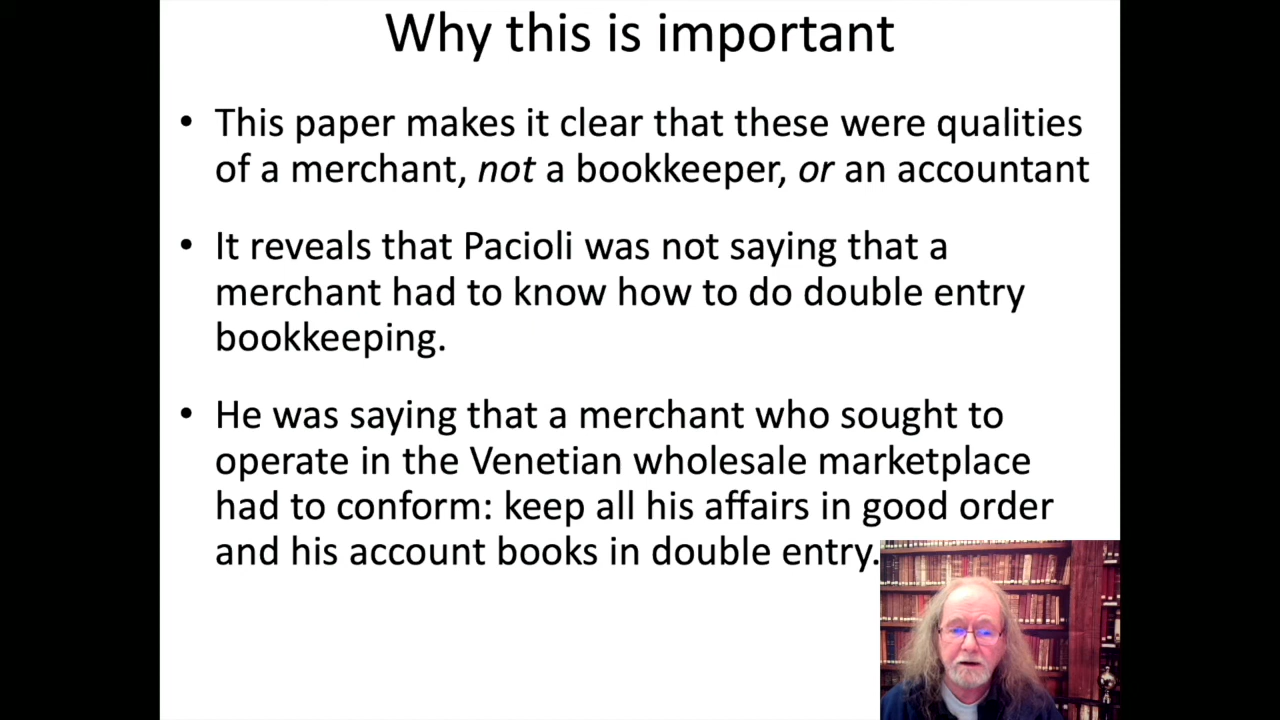 Why this is important
• This paper makes it clear that these were qualities
of a merchant, not a bookkeeper, or an accountant
• It reveals that Pacioli was not saying that a
merchant had to know how to do double entry
bookkeeping.
• He was saying that a merchant who sought to
operate in the Venetian wholesale marketplace
had to conform: keep all his affairs in good order
and his account books in double entry.